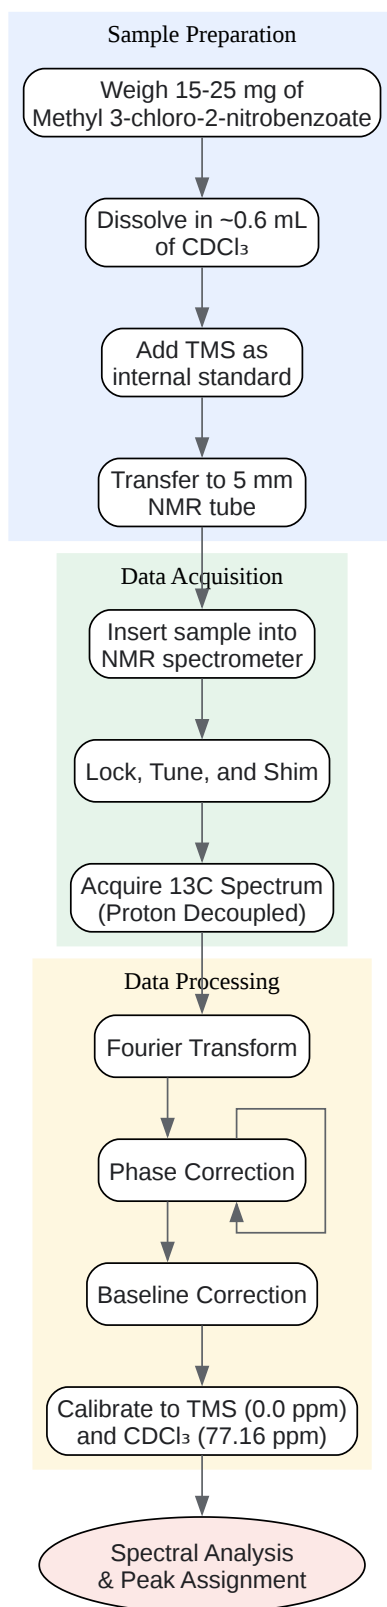 Sample Preparation
Weigh 15-25 mg of
Methyl 3-chloro-2-nitrobenzoate
Dissolve in ~0.6 mL
of CDCl₃
Add TMS as
internal standard
Transfer to 5 mm
NMR tube
Data Acquisition
Insert sample into
NMR spectrometer
Lock, Tune, and Shim
Acquire 13C Spectrum
(Proton Decoupled)
Data Processing
Fourier Transform
Phase Correction
Baseline Correction
Calibrate to TMS (0.0 ppm)
and CDCl₃ (77.16 ppm)
Spectral Analysis
& Peak Assignment